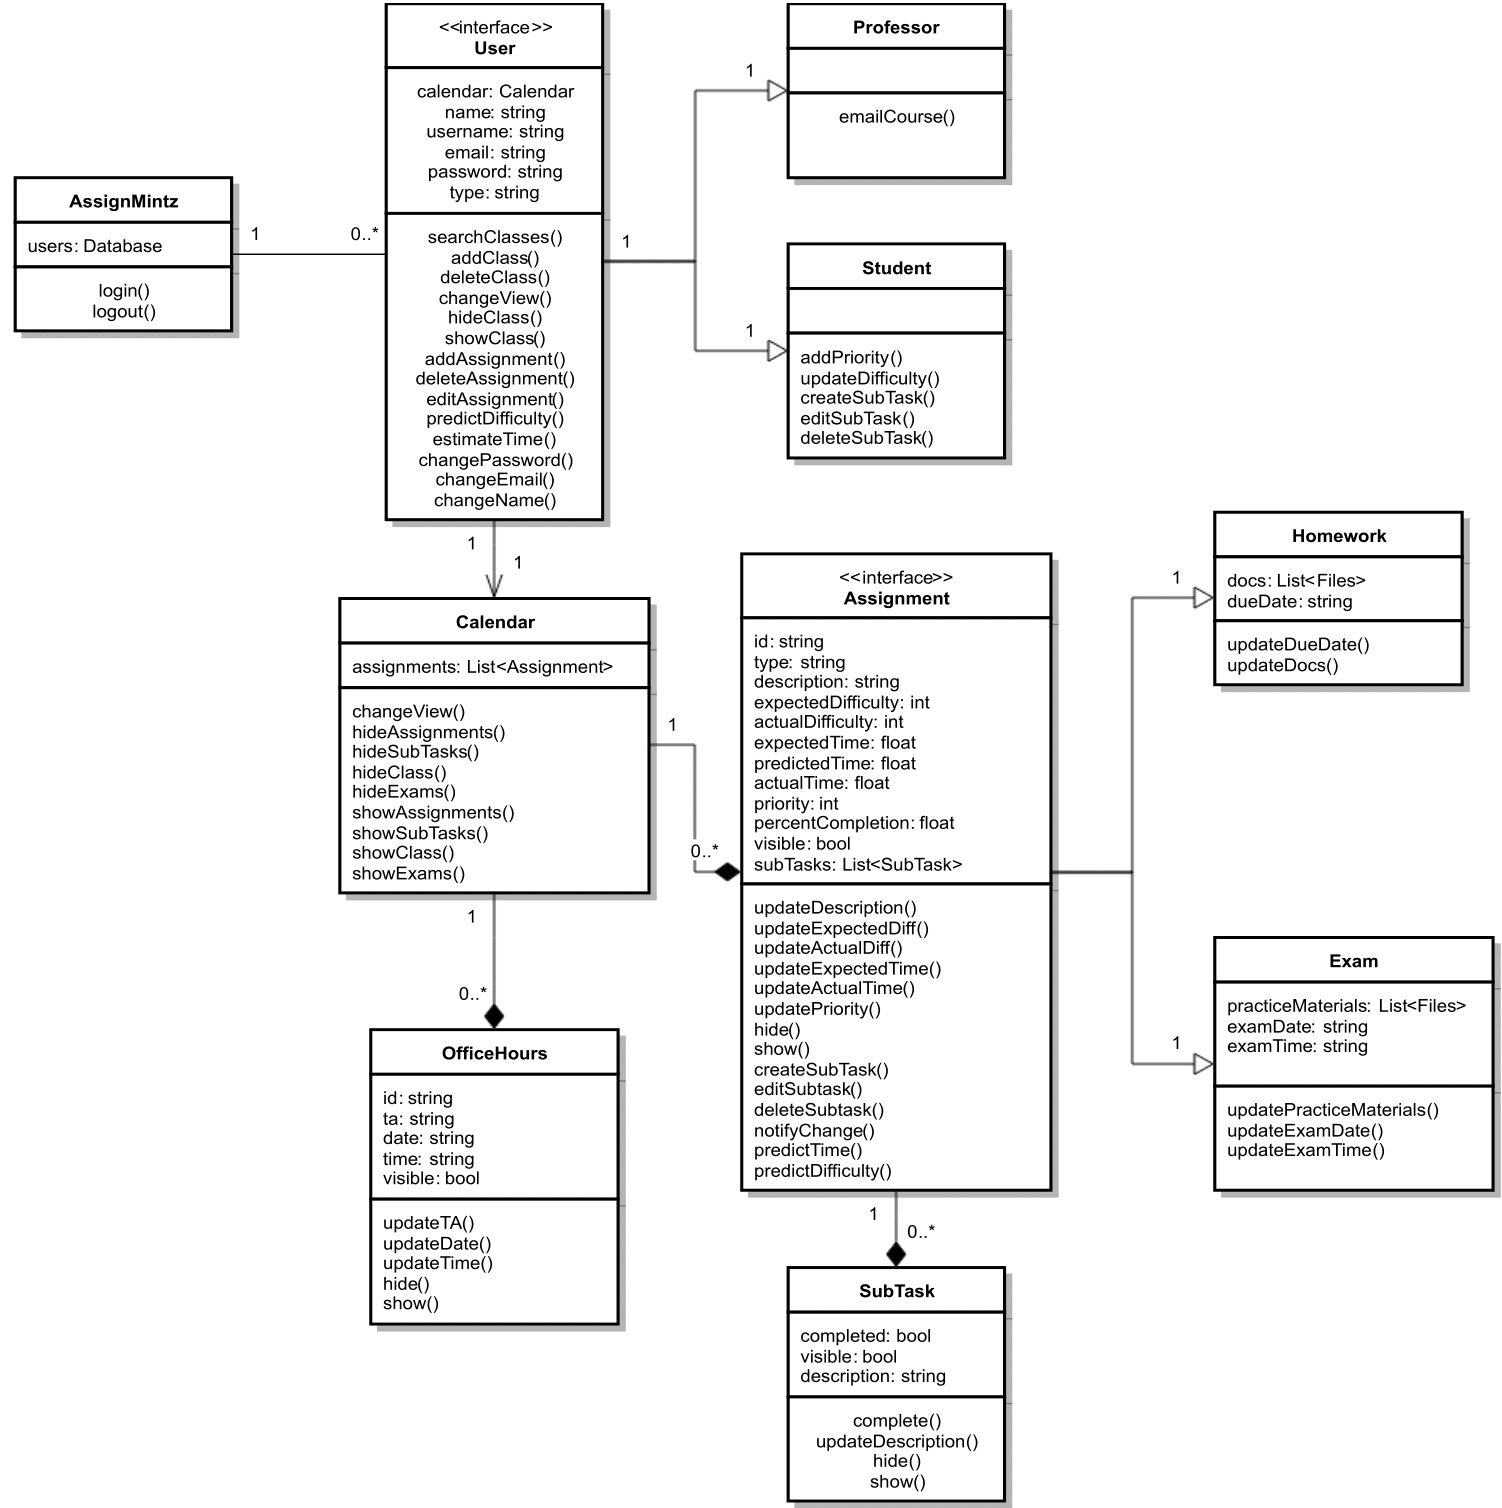 <<interface>>
User
calendar: Calendar
name: string
username: string
email: string
password: string
type: string
searchClasses()
addClass()
deleteClass()
changeView()
hideClass()
showClass()
addAssignment()
deleteAssignment()
editAssignment()
predictDifficulty()
estimateTime()
changePassword()
changeEmail()
changeName()
Professor
emailCourse()
1
AssignMintz
users: Database
login()
logout()
1
0..*
1
Student
addPriority()
updateDifficulty()
createSubTask()
editSubTask()
deleteSubTask()
1
1
1
Calendar
assignments: List<Assignment>
changeView()
hideAssignments()
hideSubTasks()
hideClass()
hideExams()
showAssignments()
showSubTasks()
showClass()
showExams()
1
0..*
<<interface>>
Assignment
id: string
type: string
description: string
expectedDifficulty: int
actualDifficulty: int
expectedTime: float
predictedTime: float
actualTime: float
priority: int
percentCompletion: float
visible: bool
subTasks: List<SubTask>
updateDescription()
updateExpectedDiff()
updateActualDiff()
updateExpectedTime()
updateActualTime()
updatePriority()
hide()
show()
createSubTask()
editSubtask()
deleteSubtask()
notifyChange()
predictTime()
predictDifficulty()
1
Homework
docs: List<Files>
dueDate: string
updateDueDate()
updateDocs()
1
Exam
practiceMaterials: List<Files>
examDate: string
examTime: string
updatePracticeMaterials()
updateExamDate()
updateExamTime()
1
0..*
OfficeHours
id: string
ta: string
date: string
time: string
visible: bool
updateTA()
updateDate()
updateTime()
hide()
show()
1
0..*
SubTask
completed: bool
visible: bool
description: string
complete()
updateDescription()
hide()
show()